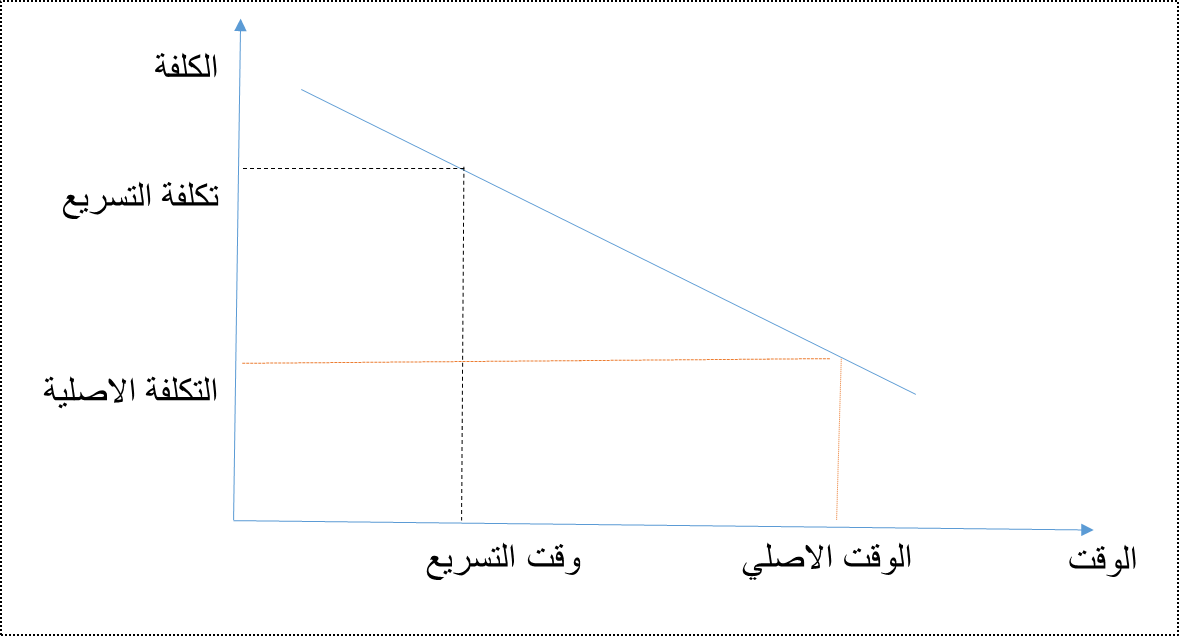 الكلفة
تكلفة التسريع
التكلفة الاصلية
الوقت الاصلي
وقت التسريع
الوقت